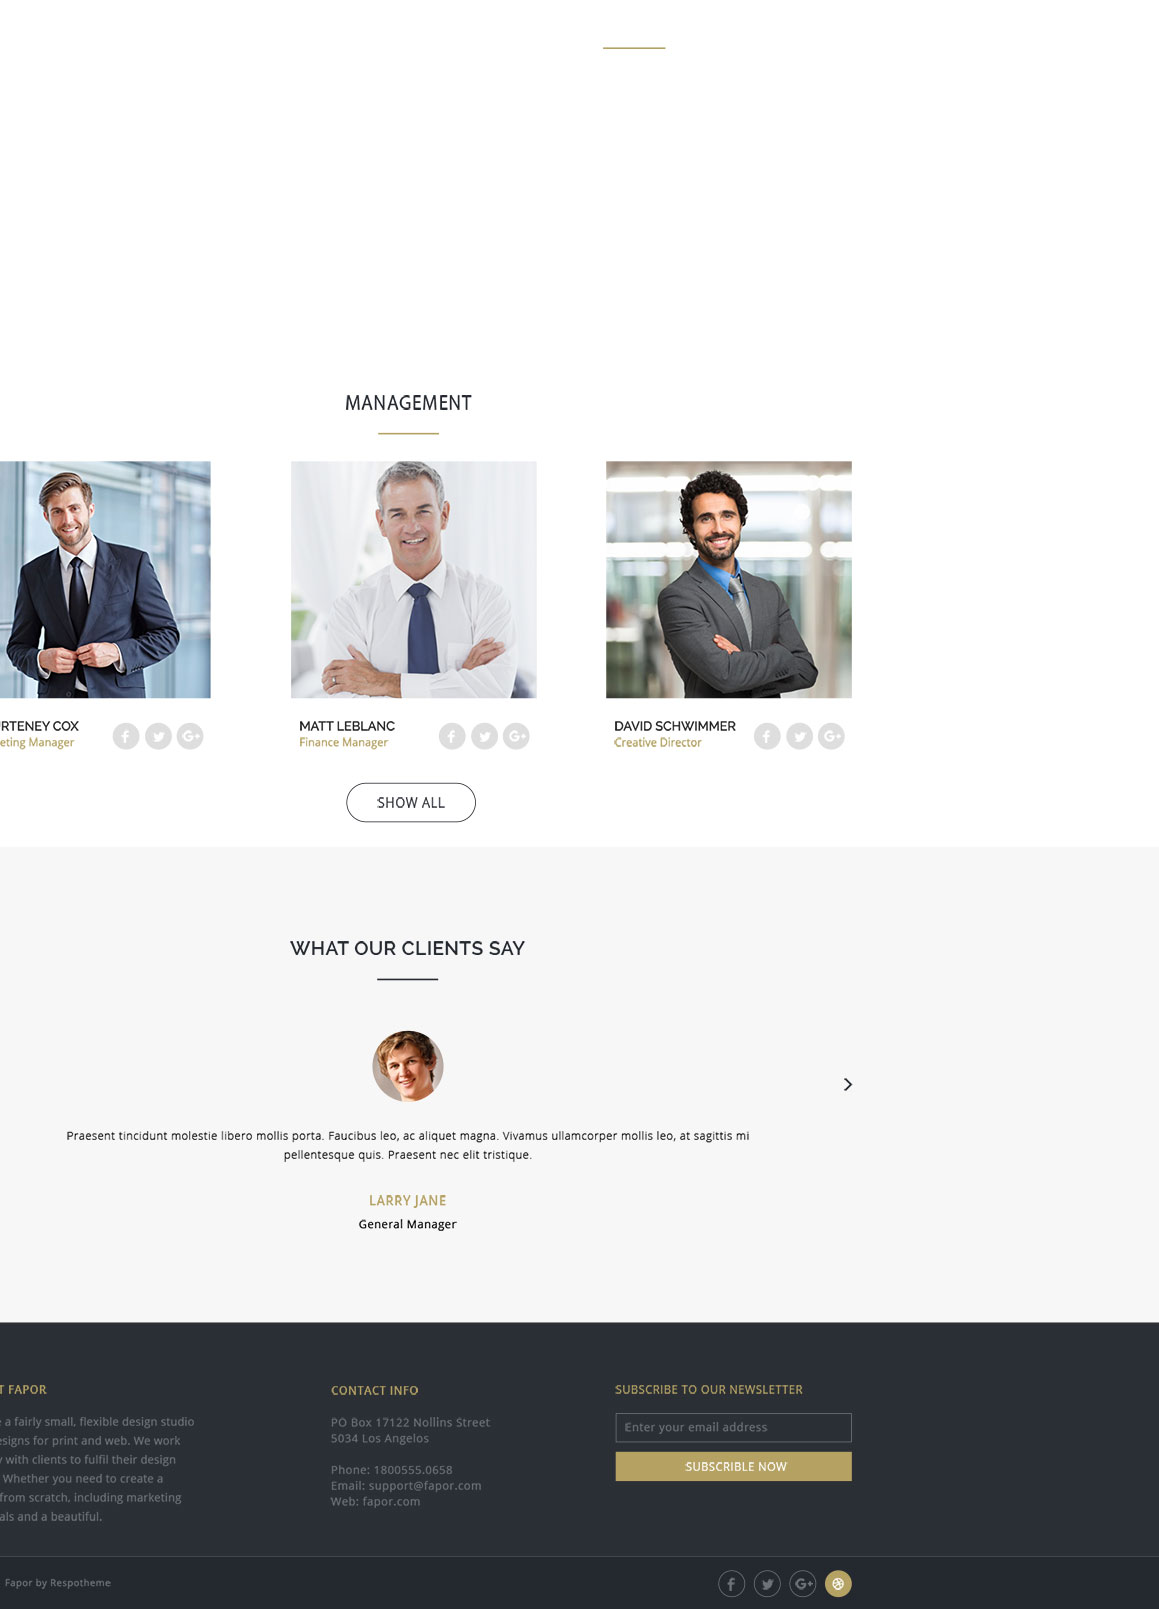 MANAGEMENT
RTENEY COX
eting Manager
MATT LEBLANC
Finance Manager
DAVID SCHWIMMER
Creative Director
SHOW ALL
WHAT OUR CLIENTS SAY
Praesent tincidunt molestie libero mollis porta. Faucibus leo, ac aliquet magna. Vivamus ullamcorper mollis leo, at sagittis mi
pellentesque quis. Praesent nec elit tristique.
LARRY JANE
General Manager
T FAPOR
e a fairly small, flexible design studio
esigns for print and web. We work
y with clients to fulfil their design
Whether you need to create a
from scratch, including marketing
als and a beautiful.
CONTACT INFO
PO Box 17122 Nollins Street
5034 Los Angelos
Phone: 1800555.0658
Email: support@fapor.com
Web: fapor.com
SUBSCRIBE TO OUR NEWSLETTER
Enter your email address
SUBSCRIBLE NOW
Fapor by Respotheme